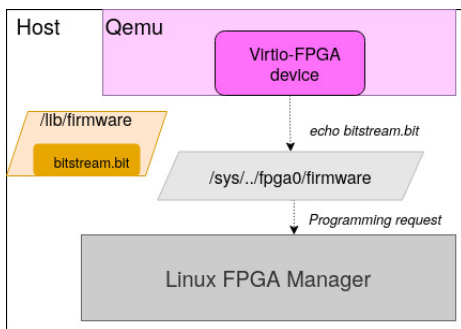 Host
Qemu
Virtio-FPGA
device
/lib/firmware
bitstream.bit
echo bitstream.bit
/sys/../fpga0/firmware
Programming request
Linux FPGA Manager